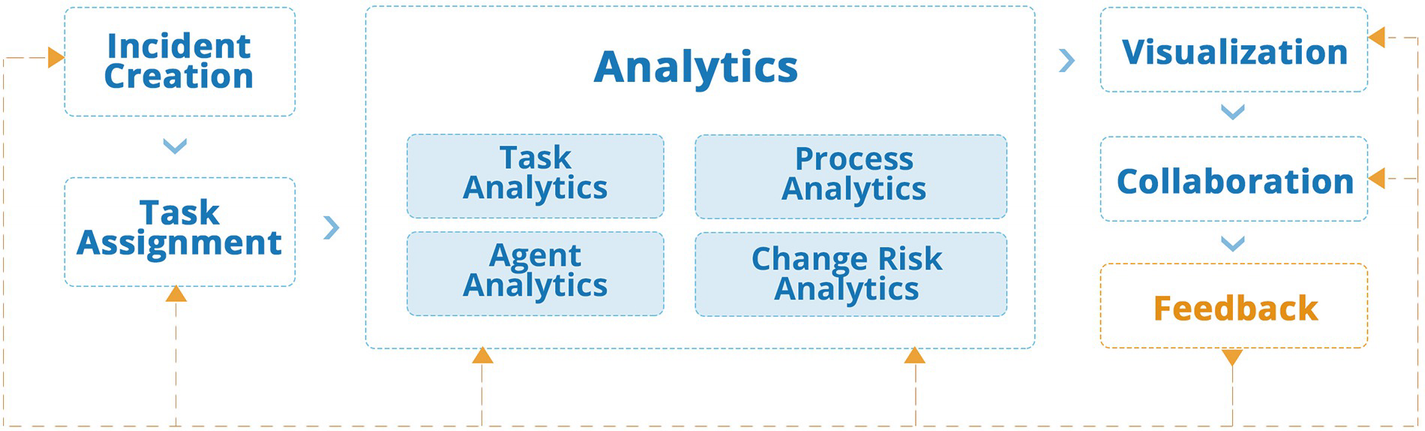 Incident
Creation
Task
Assignment
Analytics
Task
Analytics
Process
Analytics
Agent
Analytics
Change Risk
Analytics
Visualization
Collaboration
Feedback